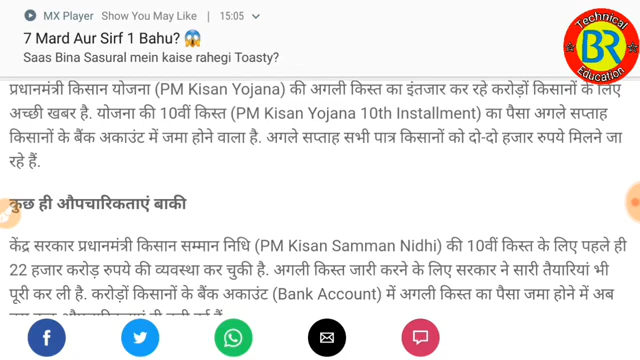 MX Player Show You May Like | 15:05
7 Mard Aur Sirf 1 Bahu? 😱
Saas Bina Sasural mein kaise rahegi Toasty?
Technical
BR
Education
प्रधानमंत्री किसान योजना (PM Kisan Yojana) की अगली किस्त का इंतजार कर रहे करोड़ों किसानों के लिए
अच्छी खबर है. योजना की 10वीं किस्त (PM Kisan Yojana 10th Installment) का पैसा अगले सप्ताह
किसानों के बैंक अकाउंट में जमा होने वाला है. अगले सप्ताह सभी पात्र किसानों को दो-दो हजार रुपये मिलने जा
रहे हैं.
कुछ ही औपचारिकताएं बाकी
केंद्र सरकार प्रधानमंत्री किसान सम्मान निधि (PM Kisan Samman Nidhi) की 10वीं किस्त के लिए पहले ही
22 हजार करोड़ रुपये की व्यवस्था कर चुकी है. अगली किस्त जारी करने के लिए सरकार ने सारी तैयारियां भी
पूरी कर ली है. करोड़ों किसानों के बैंक अकाउंट (Bank Account) में अगली किस्त का पैसा जमा होने में अब